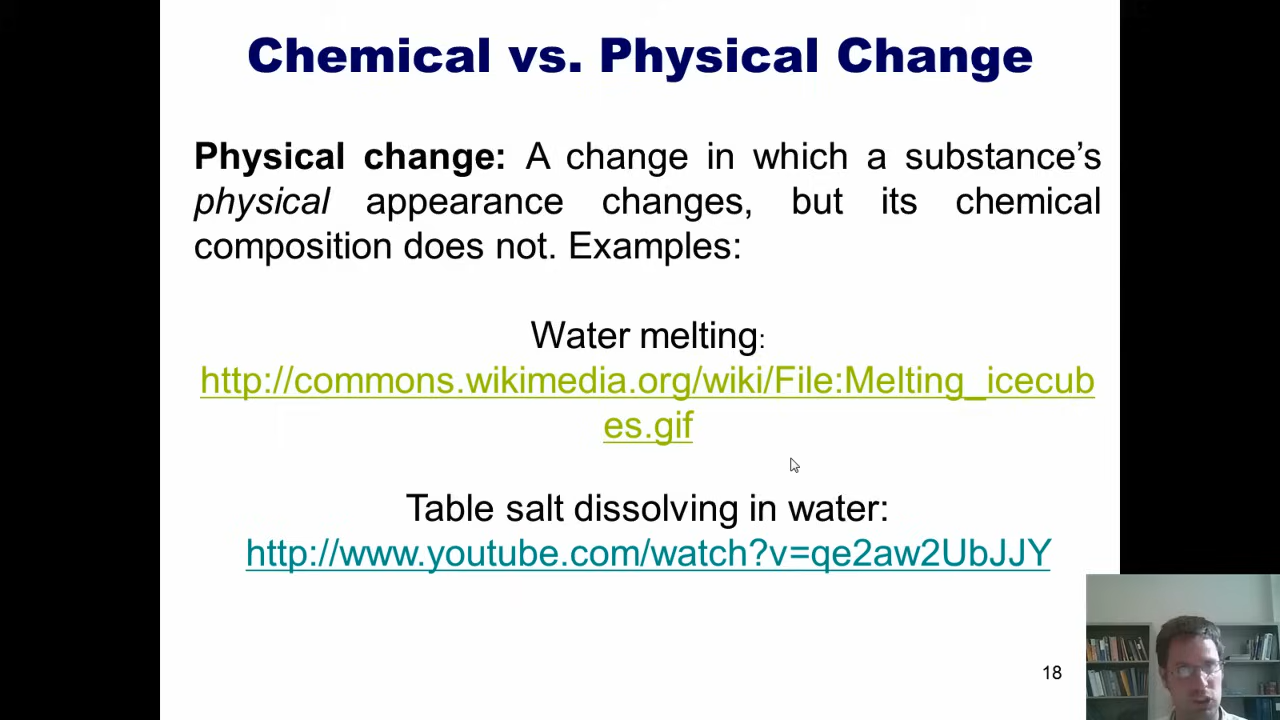 Chemical vs. Physical Change
Physical change: A change in which a substance’s
physical appearance changes, but its chemical
composition does not. Examples:
Water melting:
http://commons.wikimedia.org/wiki/File:Melting_icecub
es.gif
Table salt dissolving in water:
http://www.youtube.com/watch?v=qe2aw2UbJJY
18